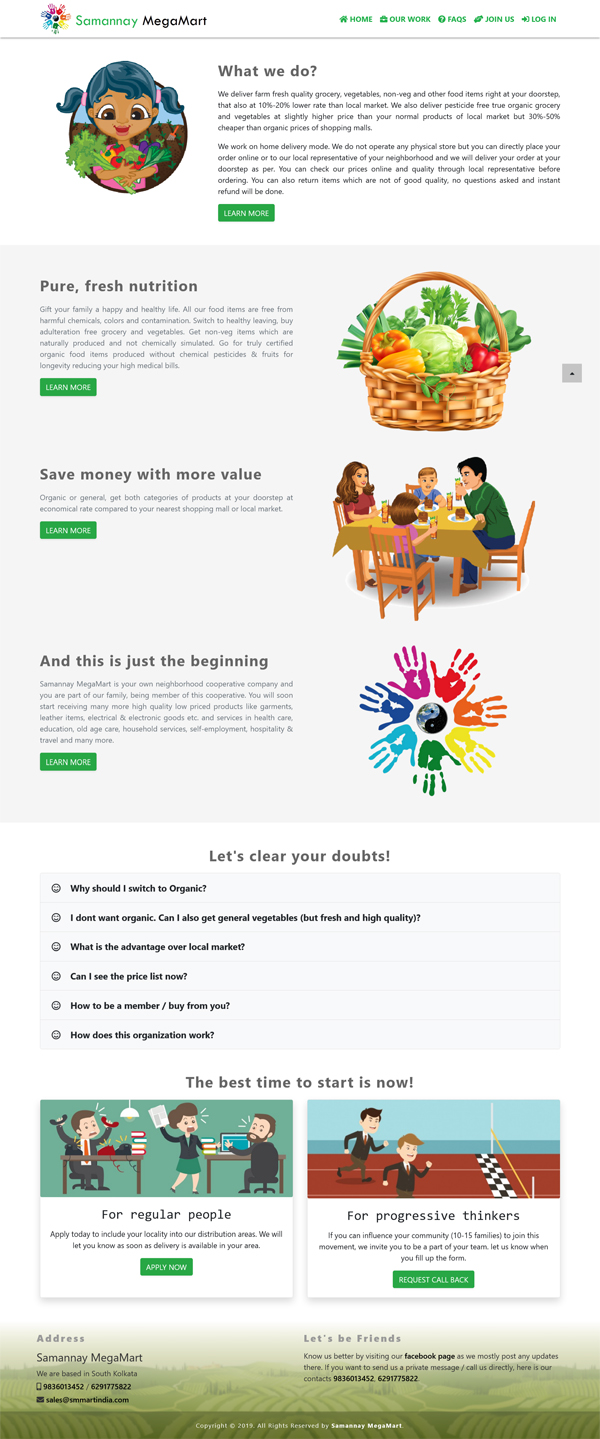 Samannay MegaMart
HOME
OUR WORK
FAQS
JOIN US
LOG IN
What we do?
We deliver farm fresh quality grocery, vegetables, non-veg and other food items right at your doorstep,
that also at 10%-20% lower rate than local market. We also deliver pesticide free true organic grocery
and vegetables at slightly higher price than your normal products of local market but 30%-50%
cheaper than organic prices of shopping malls.
We work on home delivery mode. We do not operate any physical store but you can directly place your
order online or to our local representative of your neighborhood and we will deliver your order at your
doorstep as per. You can check our prices online and quality through local representative before
ordering. You can also return items which are not of good quality, no questions asked and instant
refund will be done.
LEARN MORE
Pure, fresh nutrition
Gift your family a happy and healthy life. All our food items are free from
harmful chemicals, colors and contamination. Switch to healthy leaving, buy
adulteration free grocery and vegetables. Get non-veg items which are
naturally produced and not chemically simulated. Go for truly certified
organic food items produced without chemical pesticides & fruits for
longevity reducing your high medical bills.
LEARN MORE
Save money with more value
Organic or general, get both categories of products at your doorstep at
economical rate compared to your nearest shopping mall or local market.
LEARN MORE
And this is just the beginning
Samannay MegaMart is your own neighborhood cooperative company and
you are part of our family, being member of this cooperative. You will soon
start receiving many more high quality low priced products like garments,
leather items, electrical & electronic goods etc. and services in health care,
education, old age care, household services, self-employment, hospitality &
travel and many more.
LEARN MORE
Let's clear your doubts!
Why should I switch to Organic?
I dont want organic. Can I also get general vegetables (but fresh and high quality)?
What is the advantage over local market?
Can I see the price list now?
How to be a member / buy from you?
How does this organization work?
The best time to start is now!
For regular people
Apply today to include your locality into our distribution areas. We will
let you know as soon as delivery is available in your area.
APPLY NOW
For progressive thinkers
If you can influence your community (10-15 families) to join this
movement, we invite you to be a part of your team. let us know when
you fill up the form.
REQUEST CALL BACK
Address
Samannay MegaMart
We are based in South Kolkata
9836013452 / 6291775822
sales@smmartindia.com
Let's be Friends
Know us better by visiting our facebook page as we mostly post any updates
there. If you want to send us a private message / call us directly, here is our
contacts 9836013452, 6291775822.
Copyright © 2019. All Rights Reserved by Samannay MegaMart.